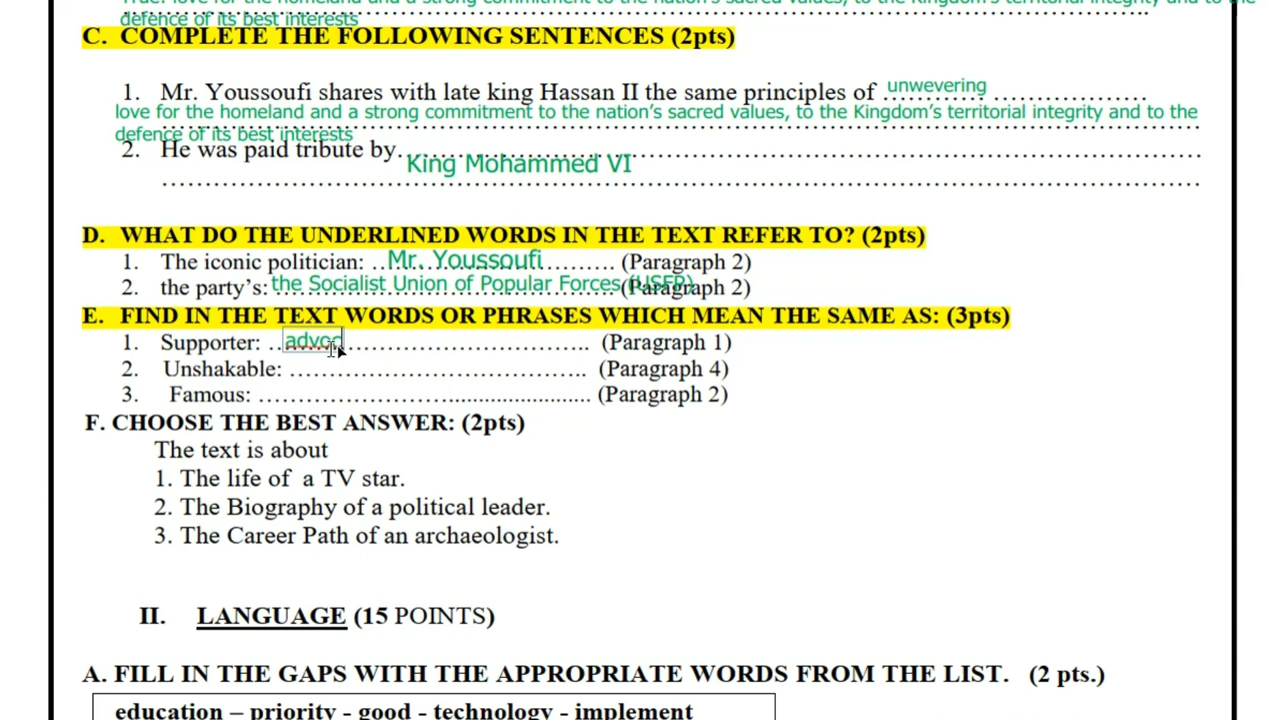 True: love for the homeland and a strong commitment to the nation's sacred values, to the Kingdom's territorial integrity and to the
defence of its best interests
C. COMPLETE THE FOLLOWING SENTENCES (2pts)
1. Mr. Youssoufi shares with late king Hassan II the same principles of unwevering
love for the homeland and a strong commitment to the nation's sacred values, to the Kingdom's territorial integrity and to the
defence of its best interests
2. He was paid tribute by King Mohammed VI
D. WHAT DO THE UNDERLINED WORDS IN THE TEXT REFER TO? (2pts)
1. The iconic politician: Mr. Youssoufi (Paragraph 2)
2. the party's: the Socialist Union of Popular Forces (USFP) (Paragraph 2)
E. FIND IN THE TEXT WORDS OR PHRASES WHICH MEAN THE SAME AS: (3pts)
1. Supporter: advoc (Paragraph 1)
2. Unshakable: (Paragraph 4)
3. Famous: (Paragraph 2)
F. CHOOSE THE BEST ANSWER: (2pts)
The text is about
1. The life of a TV star.
2. The Biography of a political leader.
3. The Career Path of an archaeologist.
II. LANGUAGE (15 POINTS)
A. FILL IN THE GAPS WITH THE APPROPRIATE WORDS FROM THE LIST. (2 pts.)
education – priority - good - technology - implement